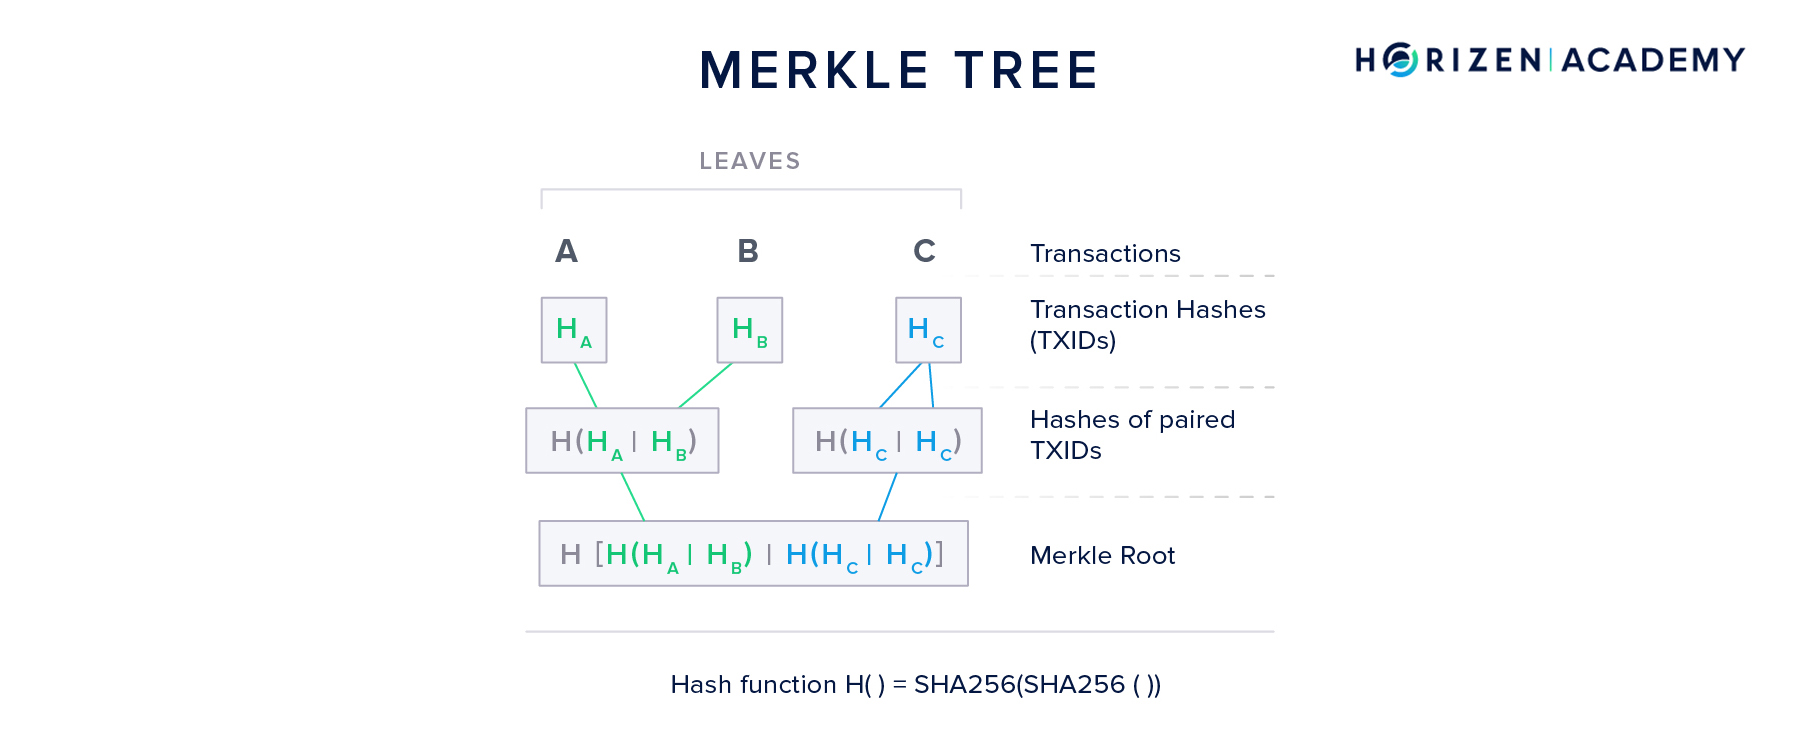 MERKLE TREE
HORIZEN | ACADEMY
LEAVES
A B C Transactions
H_A H_B H_C Transaction Hashes
(TXIDs)
H(H_A | H_B) H(H_C | H_C) Hashes of paired
TXIDs
H [H(H_A | H_B) | H(H_C | H_C)] Merkle Root
Hash function H( ) = SHA256(SHA256 ( ))